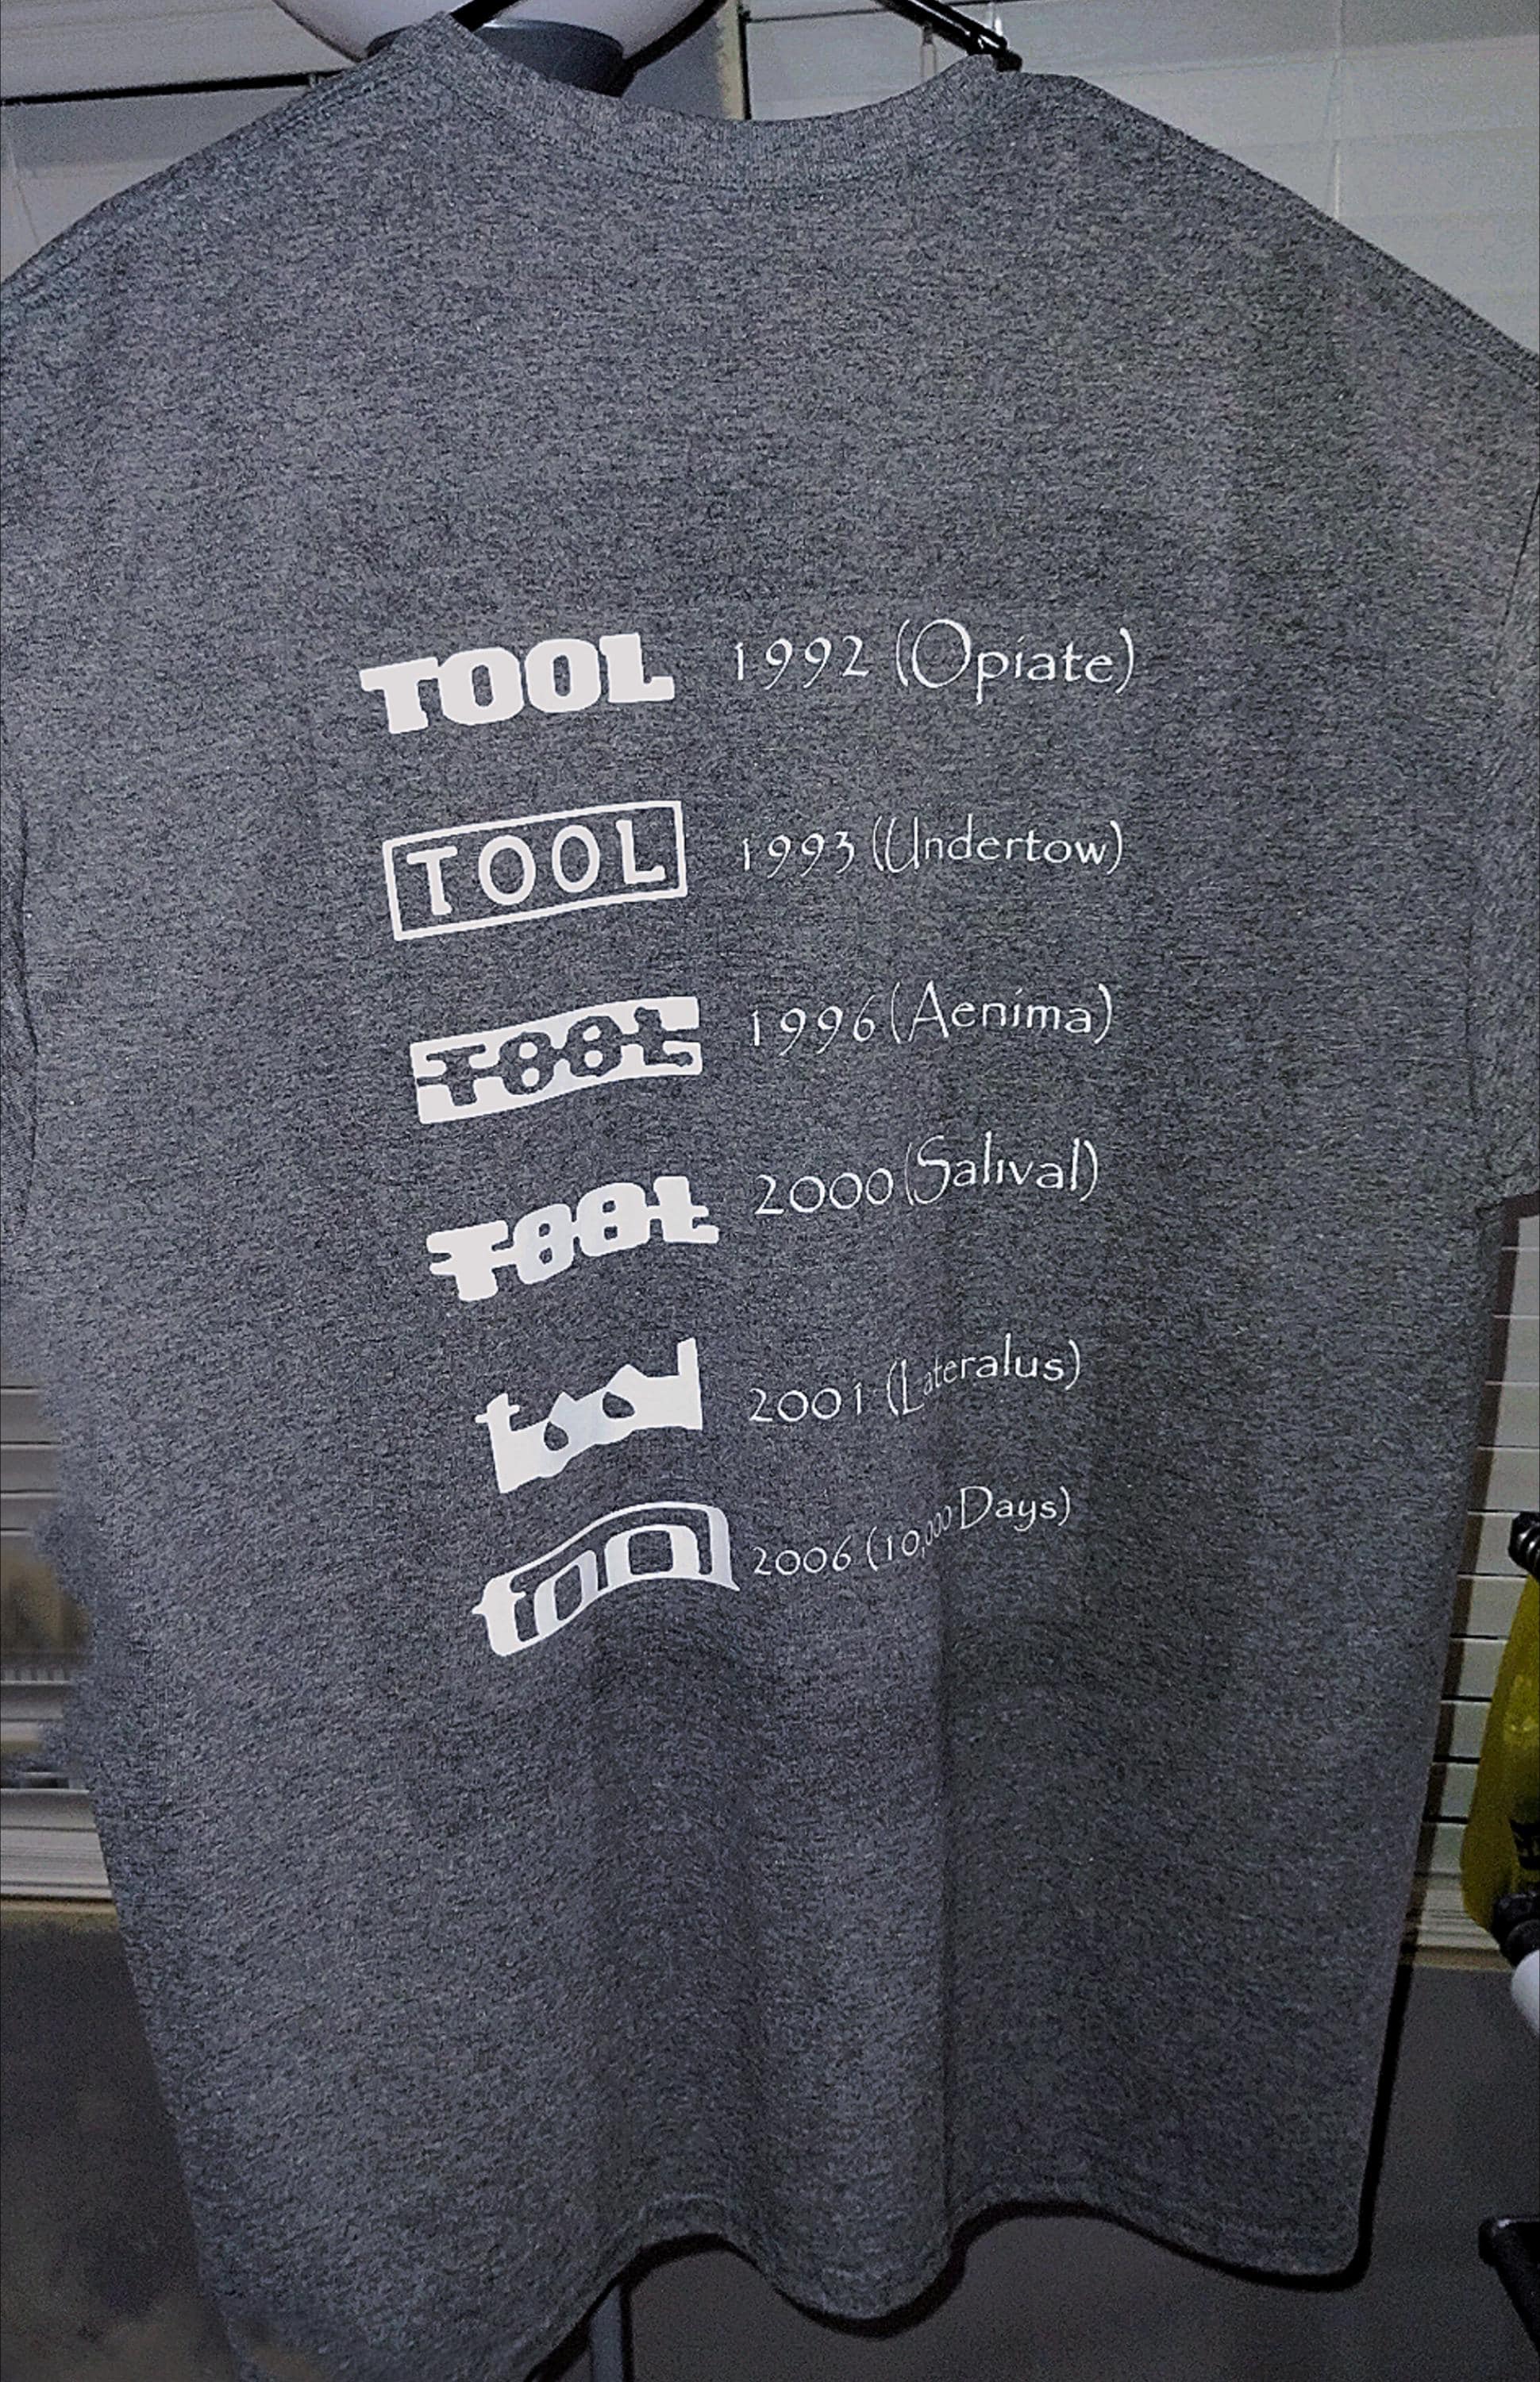 TOOL 1992 (Opiate)
TOOL 1993 (Undertow)
TOOL 1996 (Aenima)
TOOL 2000 (Salival)
tool 2001 (Lateralus)
tool 2006 (10,000 Days)